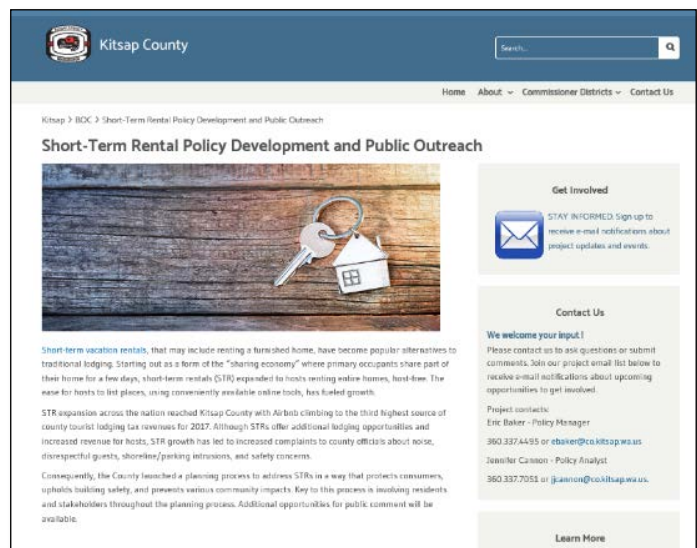 Kitsap County
Search...
Home About Commissioner Districts Contact Us
Kitsap > BOC > Short-Term Rental Policy Development and Public Outreach
Short-Term Rental Policy Development and Public Outreach
Get Involved
STAY INFORMED. Sign up to
receive e-mail notifications about
project updates and events.
Contact Us
We welcome your input!
Please contact us to ask questions or submit
comments. Join our project email list below to
receive e-mail notifications about upcoming
opportunities to get involved.
Project contacts:
Eric Baker - Policy Manager
360.337.4495 or ebaker@co.kitsap.wa.us
Jennifer Cannon - Policy Analyst
360.337.7051 or jjcannon@co.kitsap.wa.us.
Learn More
Short-term vacation rentals, that may include renting a furnished home, have become popular alternatives to
traditional lodging. Starting out as a form of the "sharing economy" where primary occupants share part of
their home for a few days, short-term rentals (STR) expanded to hosts renting entire homes, host-free. The
ease for hosts to list places, using conveniently available online tools, has fueled growth.
STR expansion across the nation reached Kitsap County with Airbnb climbing to the third highest source of
county tourist lodging tax revenues for 2017. Although STRs offer additional lodging opportunities and
increased revenue for hosts, STR growth has led to increased complaints to county officials about noise,
disrespectful guests, shoreline/parking intrusions, and safety concerns.
Consequently, the County launched a planning process to address STRs in a way that protects consumers,
upholds building safety, and prevents various community impacts. Key to this process is involving residents
and stakeholders throughout the planning process. Additional opportunities for public comment will be
available.